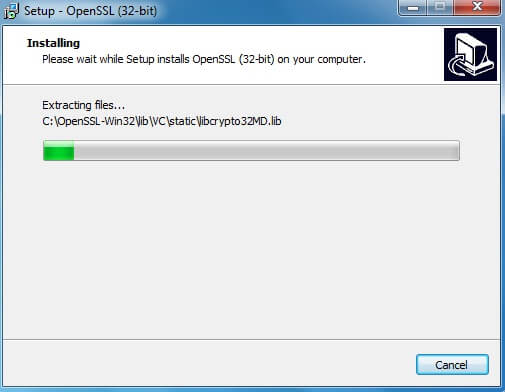 Setup - OpenSSL (32-bit)
Installing
Please wait while Setup installs OpenSSL (32-bit) on your computer.
Extracting files...
C:\OpenSSL-Win32\lib\VC\static\libcrypto32MD.lib
Cancel